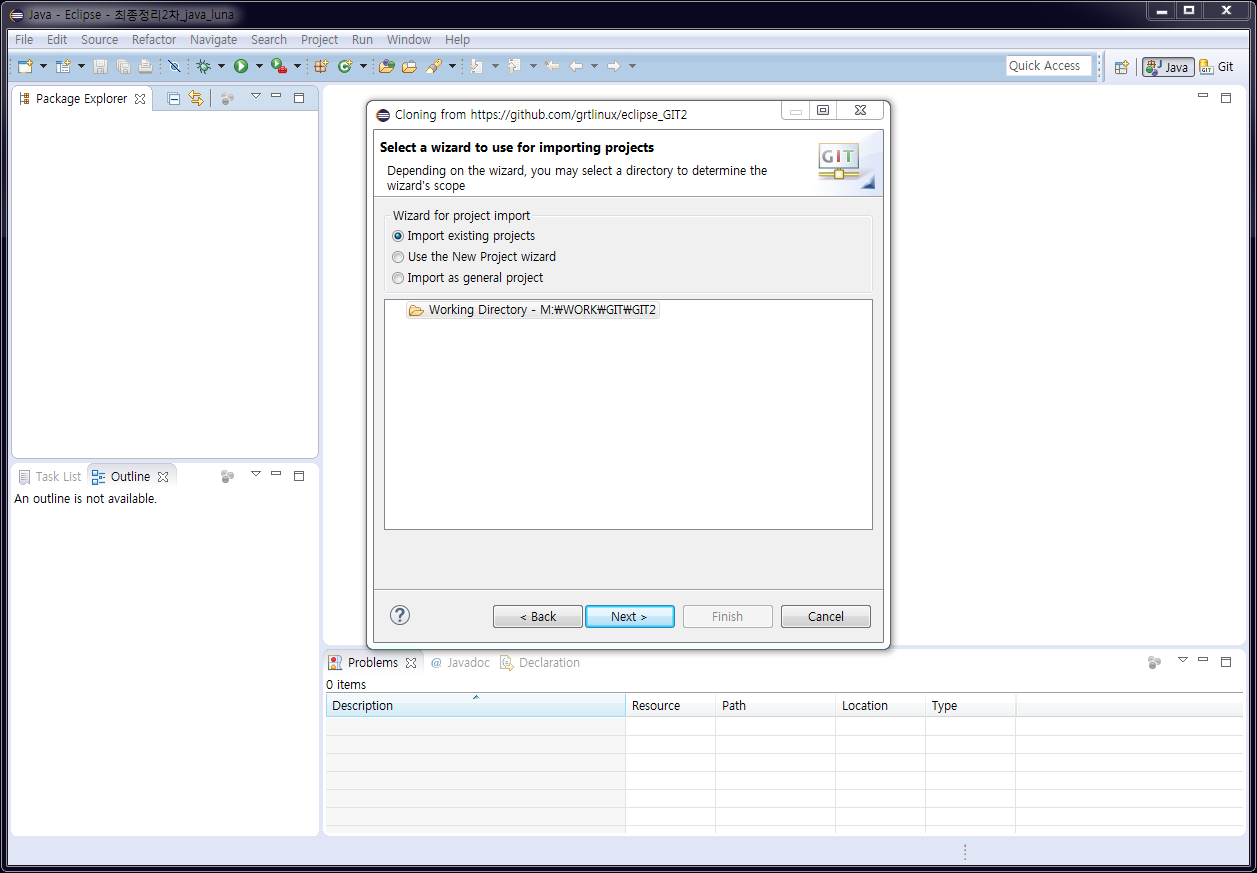 Java - Eclipse - 최종정리2차_java_luna
File Edit Source Refactor Navigate Search Project Run Window Help
Quick Access
Java
GIT
Git
Package Explorer
Cloning from https://github.com/grtlinux/eclipse_GIT2
Select a wizard to use for importing projects
Depending on the wizard, you may select a directory to determine the
wizard's scope
GIT
Wizard for project import
Import existing projects
Use the New Project wizard
Import as general project
Working Directory - M:₩WORK₩GIT₩GIT2
? < Back Next > Finish Cancel
Task List Outline
An outline is not available.
Problems @ Javadoc Declaration
0 items
Description Resource Path Location Type